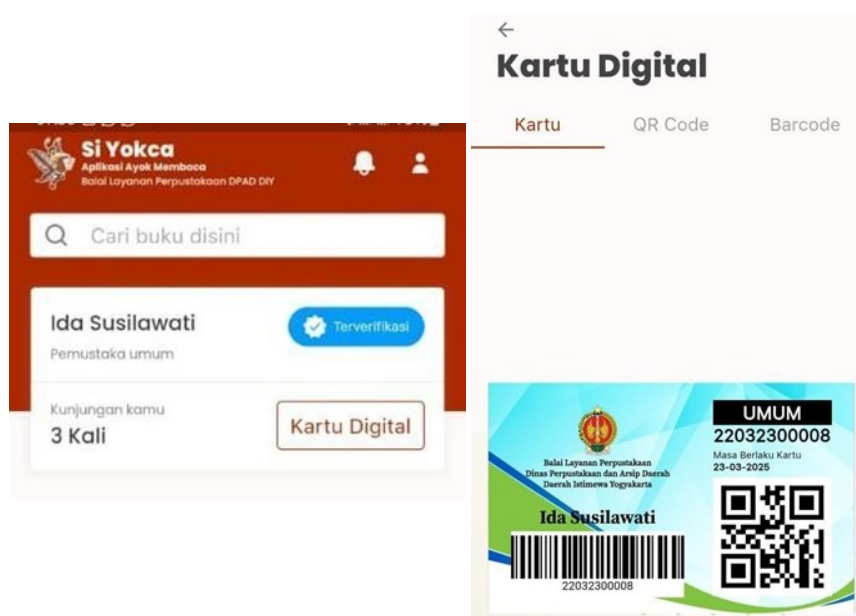 Si Yokca
Aplikasi Ayok Membaca
Balai Layanan Perpustakaan DPAD DIY
Cari buku disini
Ida Susilawati
Terverifikasi
Pemustaka umum
Kunjungan kamu
3 Kali
Kartu Digital
Kartu Digital
Kartu
QR Code
Barcode
Balai Layanan Perpustakaan
Dinas Perpustakaan dan Arsip Daerah
Daerah Istimewa Yogyakarta
Ida Susilawati
22032300008
UMUM
22032300008
Masa Berlaku Kartu
23-03-2025